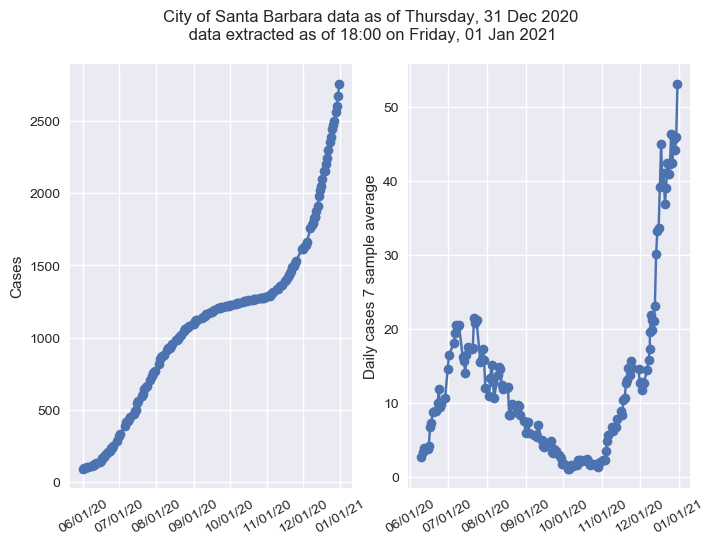 City of Santa Barbara data as of Thursday, 31 Dec 2020
data extracted as of 18:00 on Friday, 01 Jan 2021
Cases
2500
2000
1500
1000
500
0
06/01/20 07/01/20 08/01/20 09/01/20 10/01/20 11/01/20 12/01/20 01/01/21
Daily cases 7 sample average
50
40
30
20
10
0
06/01/20 07/01/20 08/01/20 09/01/20 10/01/20 11/01/20 12/01/20 01/01/21